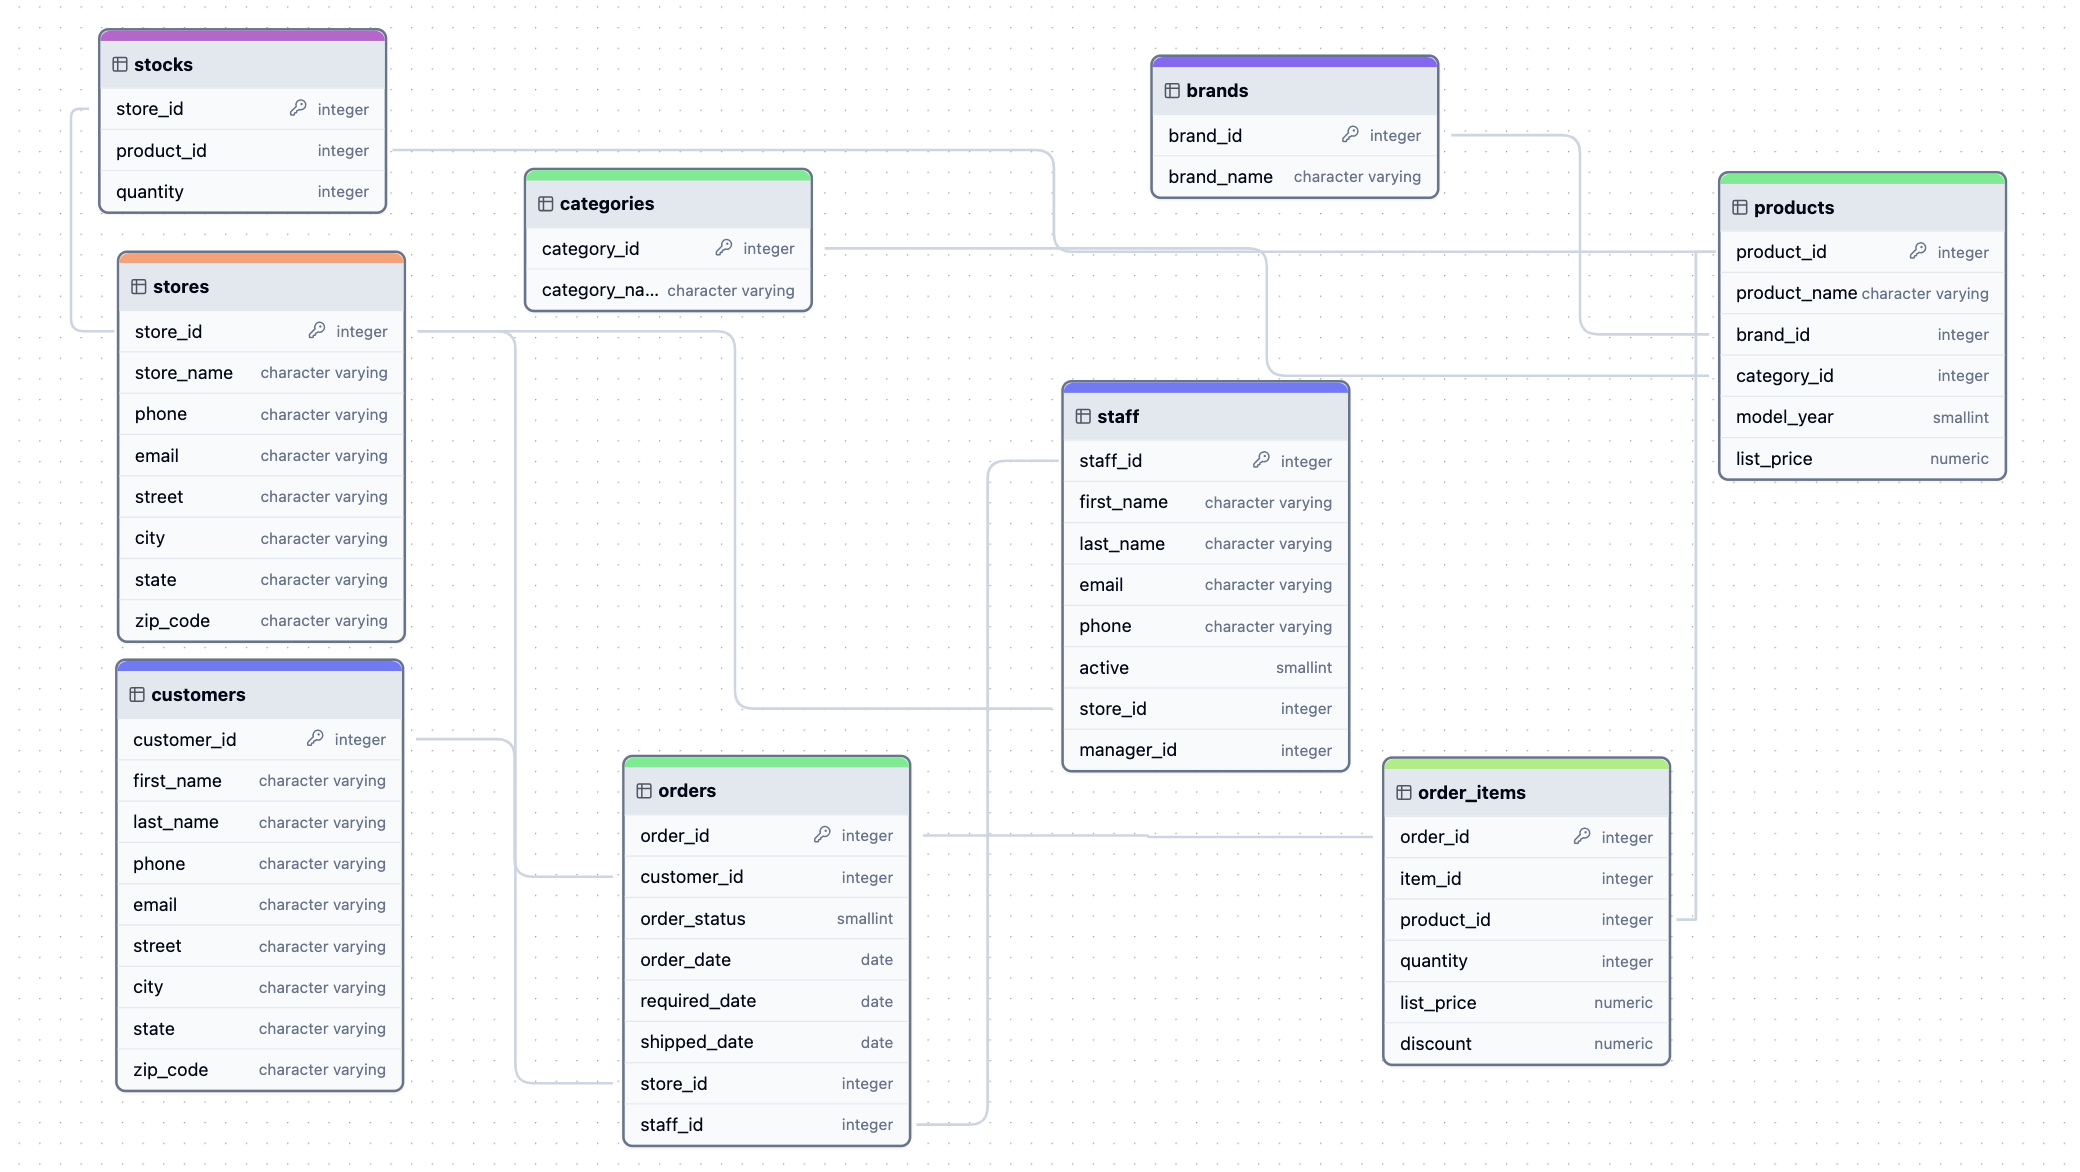 stocks
store_id integer
product_id integer
quantity integer
brands
brand_id integer
brand_name character varying
categories
category_id integer
category_na... character varying
products
product_id integer
product_name character varying
brand_id integer
category_id integer
model_year smallint
list_price numeric
stores
store_id integer
store_name character varying
phone character varying
email character varying
street character varying
city character varying
state character varying
zip_code character varying
staff
staff_id integer
first_name character varying
last_name character varying
email character varying
phone character varying
active smallint
store_id integer
manager_id integer
customers
customer_id integer
first_name character varying
last_name character varying
phone character varying
email character varying
street character varying
city character varying
state character varying
zip_code character varying
orders
order_id integer
customer_id integer
order_status smallint
order_date date
required_date date
shipped_date date
store_id integer
staff_id integer
order_items
order_id integer
item_id integer
product_id integer
quantity integer
list_price numeric
discount numeric